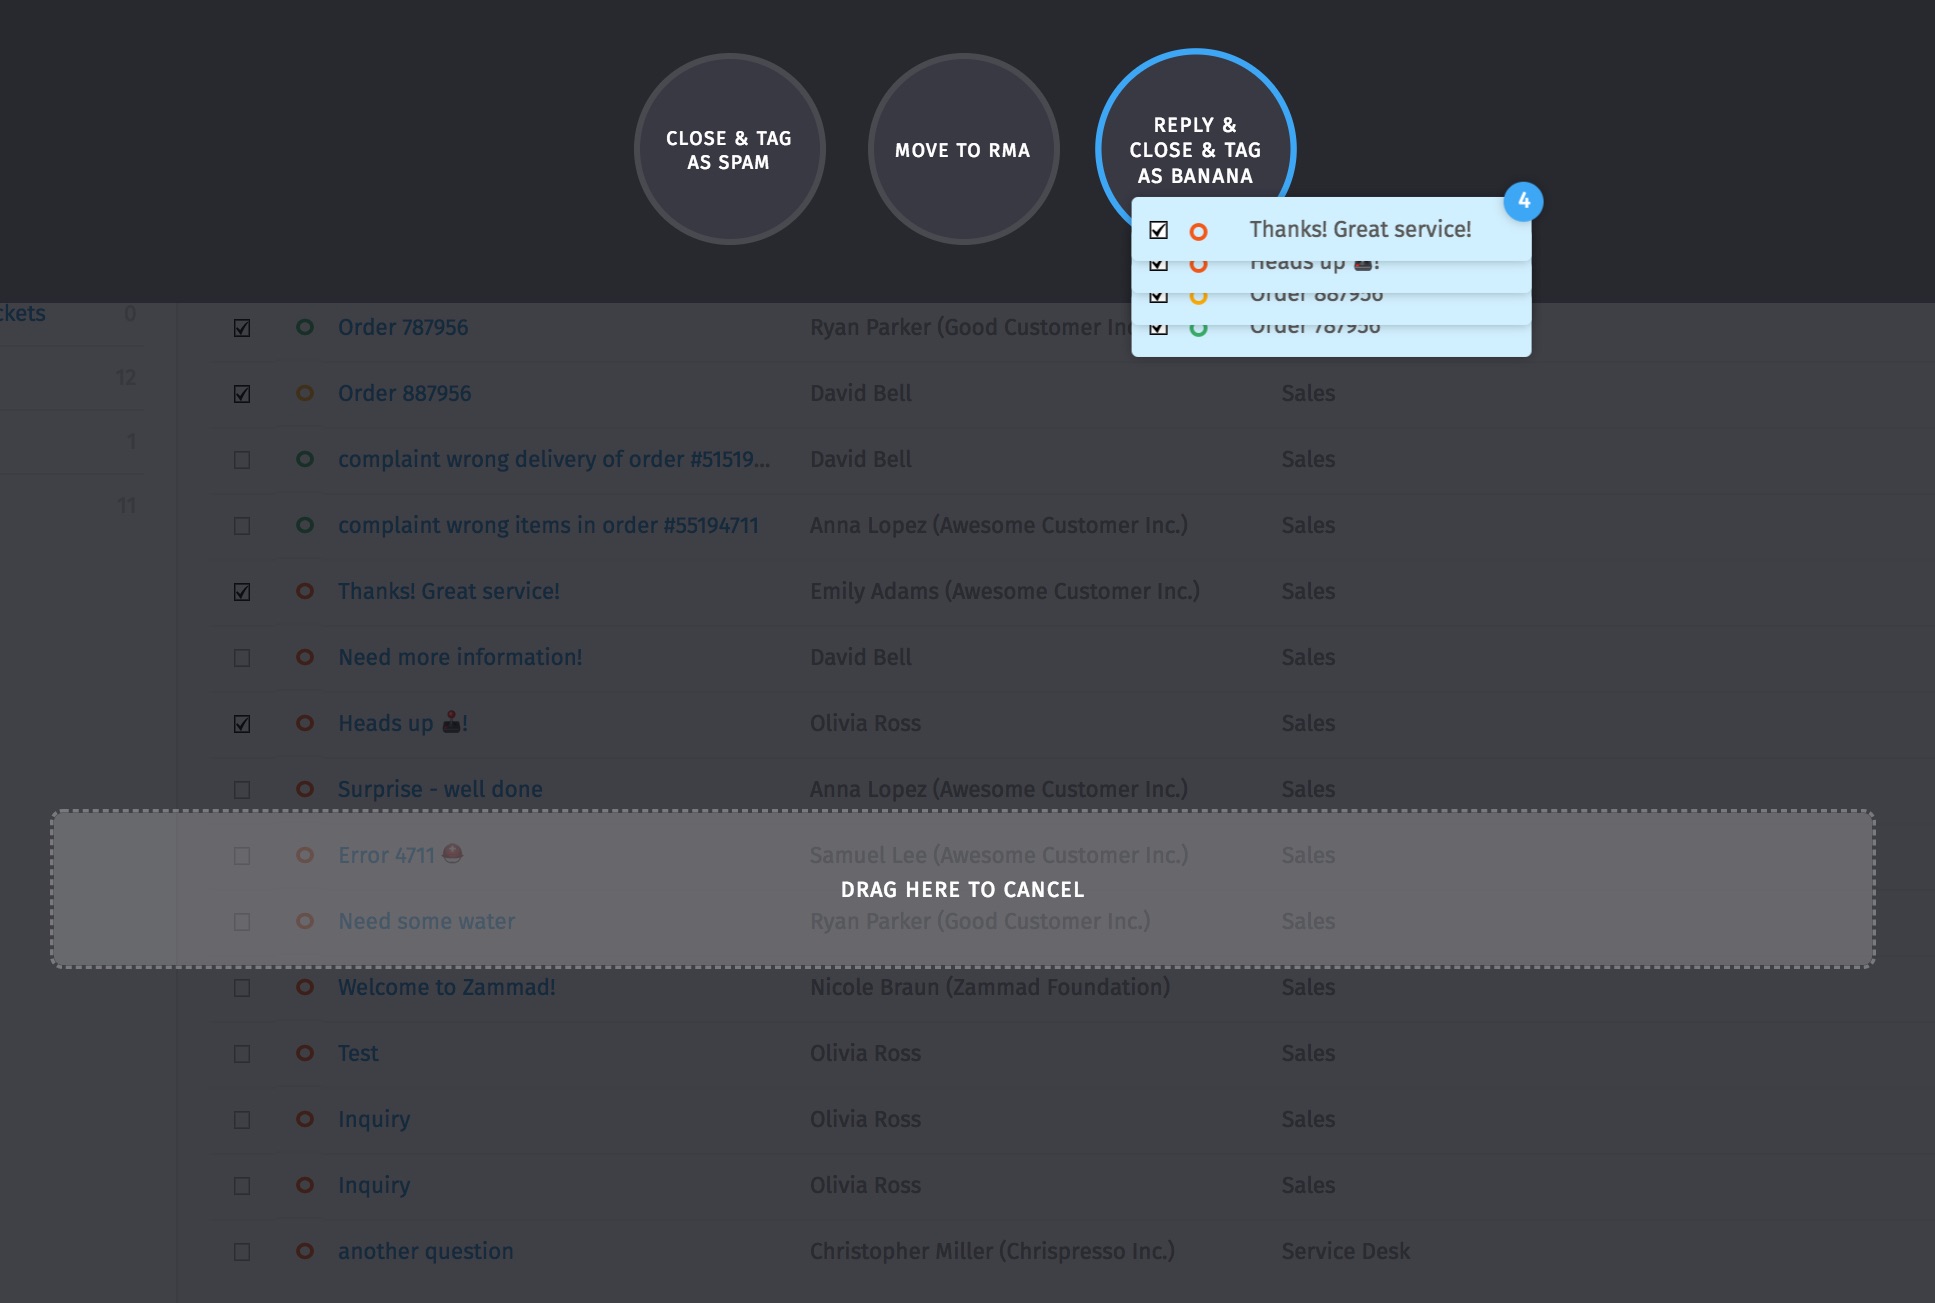 CLOSE & TAG
AS SPAM
MOVE TO RMA
REPLY &
CLOSE & TAG
AS BANANA
4
Thanks! Great service!
Heads up 🕹️!
Order 887956
Order 787956
ckets 0
12
1
11
Order 787956 Ryan Parker (Good Customer Inc
Order 887956 David Bell Sales
complaint wrong delivery of order #51519... David Bell Sales
complaint wrong items in order #55194711 Anna Lopez (Awesome Customer Inc.) Sales
Thanks! Great service! Emily Adams (Awesome Customer Inc.) Sales
Need more information! David Bell Sales
Heads up 🕹️! Olivia Ross Sales
Surprise - well done Anna Lopez (Awesome Customer Inc.) Sales
Error 4711 ⛑️ Samuel Lee (Awesome Customer Inc.) Sales
DRAG HERE TO CANCEL
Need some water Ryan Parker (Good Customer Inc.) Sales
Welcome to Zammad! Nicole Braun (Zammad Foundation) Sales
Test Olivia Ross Sales
Inquiry Olivia Ross Sales
Inquiry Olivia Ross Sales
another question Christopher Miller (Chrispresso Inc.) Service Desk